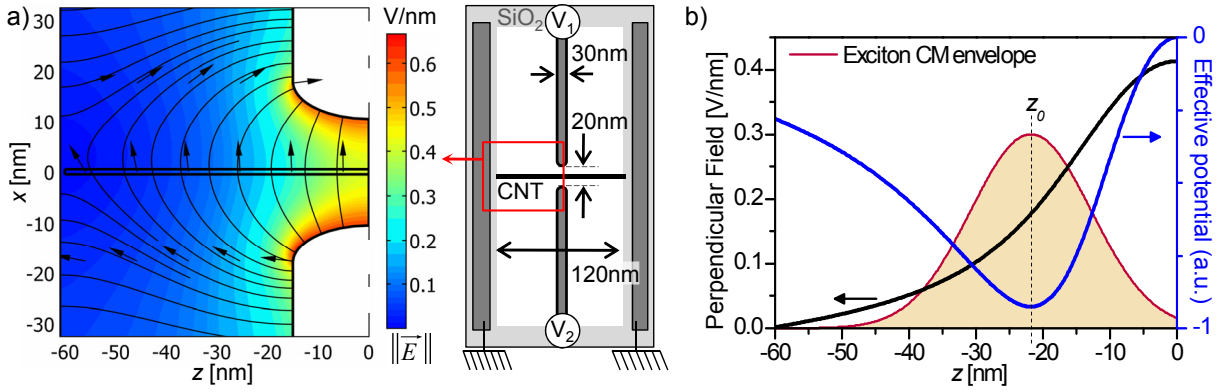 a)
30
20
10
0
-10
-20
-30
x [nm]
-60 -50 -40 -30 -20 -10 0
z [nm]
V/nm
0.6
0.5
0.4
0.3
0.2
0.1
0
||E||
SiO2
V1
30nm
20nm
CNT
120nm
V2
b)
Exciton CM envelope
z0
Perpendicular Field [V/nm]
0.4
0.3
0.2
0.1
0.0
-60 -50 -40 -30 -20 -10 0
z [nm]
0
-1
Effective potential (a.u.)